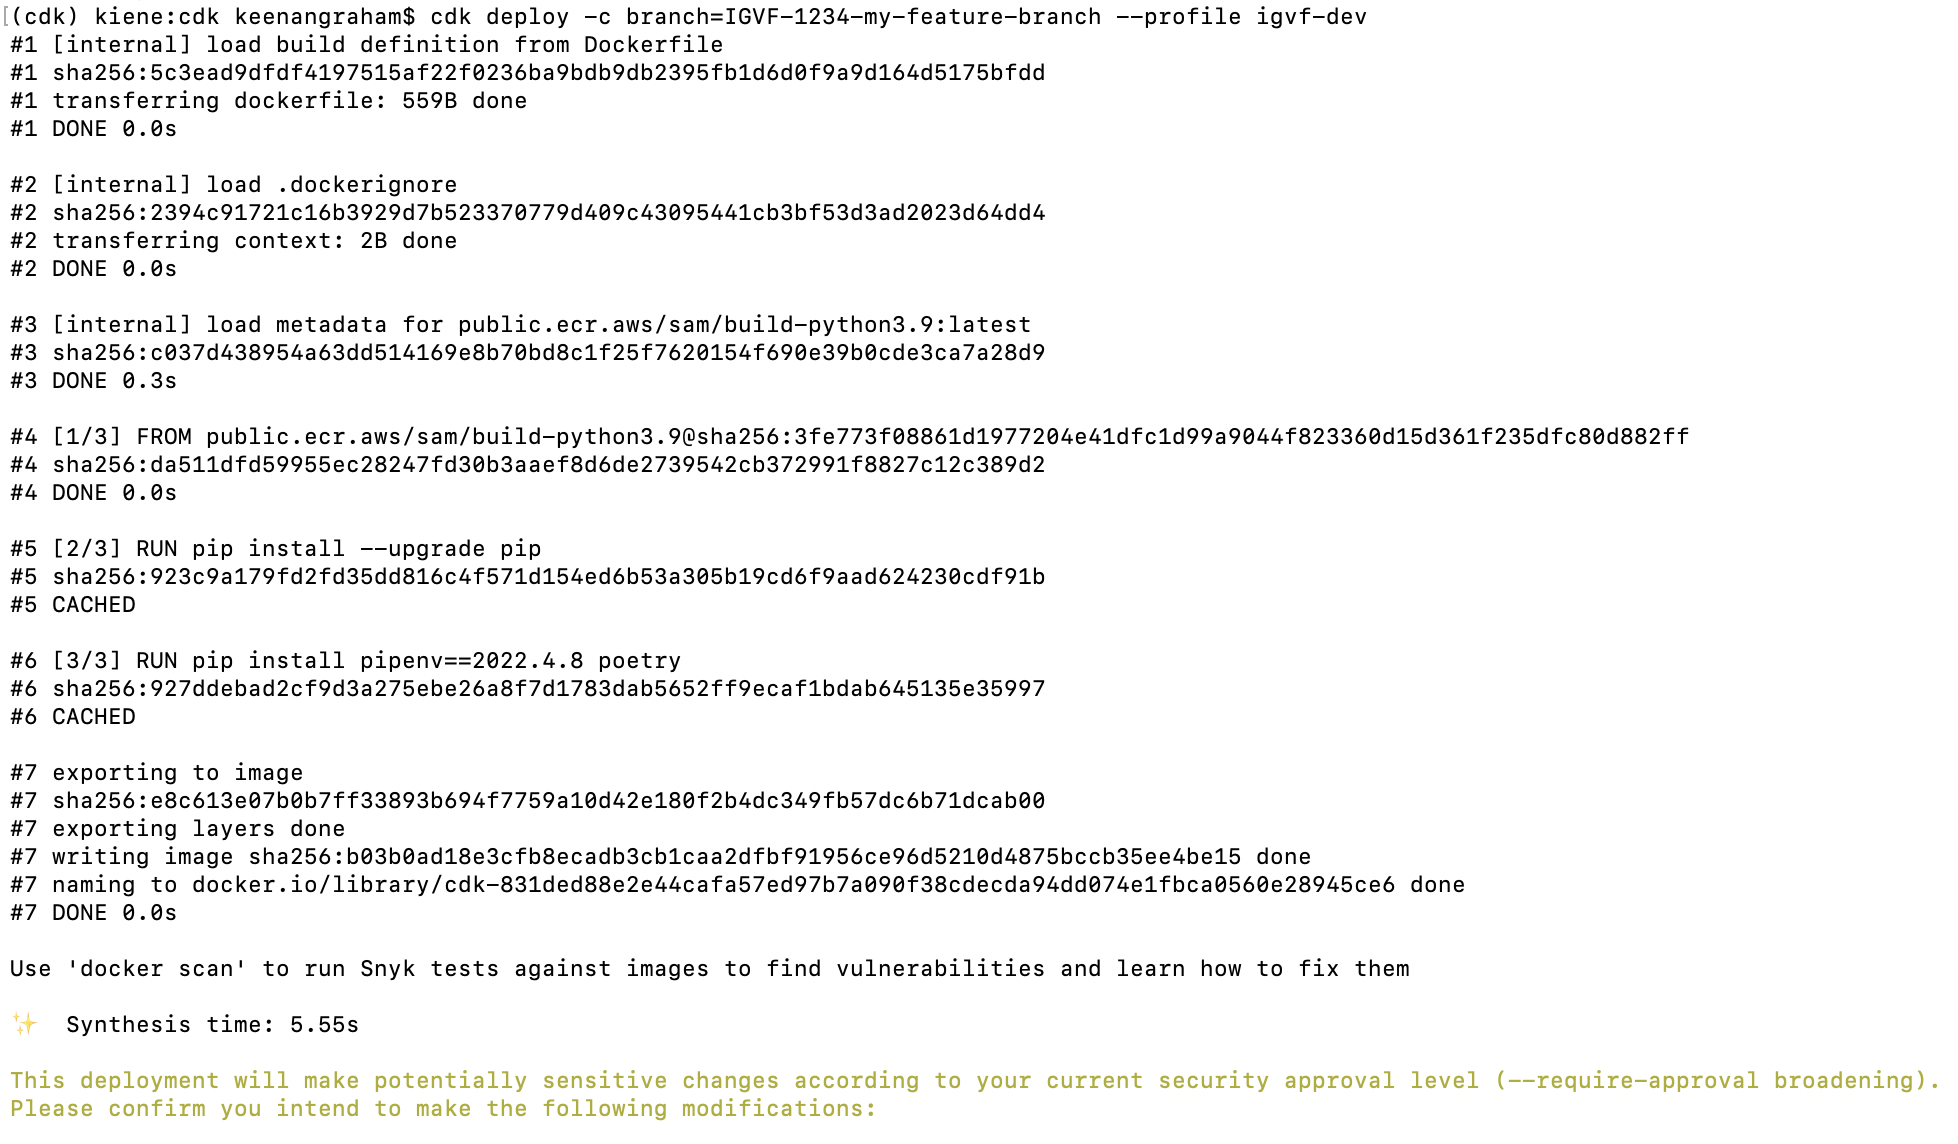 (cdk) kiene:cdk keenangraham$ cdk deploy -c branch=IGVF-1234-my-feature-branch --profile igvf-dev
#1 [internal] load build definition from Dockerfile
#1 sha256:5c3ead9dfdf4197515af22f0236ba9bdb9db2395fb1d6d0f9a9d164d5175bfdd
#1 transferring dockerfile: 559B done
#1 DONE 0.0s

#2 [internal] load .dockerignore
#2 sha256:2394c91721c16b3929d7b523370779d409c43095441cb3bf53d3ad2023d64dd4
#2 transferring context: 2B done
#2 DONE 0.0s

#3 [internal] load metadata for public.ecr.aws/sam/build-python3.9:latest
#3 sha256:c037d438954a63dd514169e8b70bd8c1f25f7620154f690e39b0cde3ca7a28d9
#3 DONE 0.3s

#4 [1/3] FROM public.ecr.aws/sam/build-python3.9@sha256:3fe773f08861d1977204e41dfc1d99a9044f823360d15d361f235dfc80d882ff
#4 sha256:da511dfd59955ec28247fd30b3aaef8d6de2739542cb372991f8827c12c389d2
#4 DONE 0.0s

#5 [2/3] RUN pip install --upgrade pip
#5 sha256:923c9a179fd2fd35dd816c4f571d154ed6b53a305b19cd6f9aad624230cdf91b
#5 CACHED

#6 [3/3] RUN pip install pipenv==2022.4.8 poetry
#6 sha256:927ddebad2cf9d3a275ebe26a8f7d1783dab5652ff9ecaf1bdab645135e35997
#6 CACHED

#7 exporting to image
#7 sha256:e8c613e07b0b7ff33893b694f7759a10d42e180f2b4dc349fb57dc6b71dcab00
#7 exporting layers done
#7 writing image sha256:b03b0ad18e3cfb8ecadb3cb1caa2dfbf91956ce96d5210d4875bccb35ee4be15 done
#7 naming to docker.io/library/cdk-831ded88e2e44cafa57ed97b7a090f38cdecda94dd074e1fbca0560e28945ce6 done
#7 DONE 0.0s

Use 'docker scan' to run Snyk tests against images to find vulnerabilities and learn how to fix them

✨  Synthesis time: 5.55s

This deployment will make potentially sensitive changes according to your current security approval level (--require-approval broadening).
Please confirm you intend to make the following modifications: